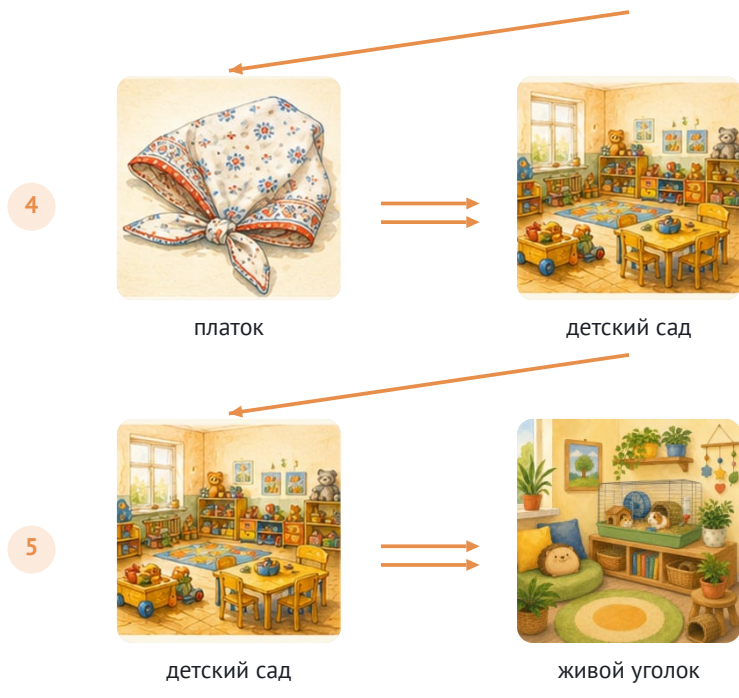 4
платок
детский сад
5
детский сад
живой уголок